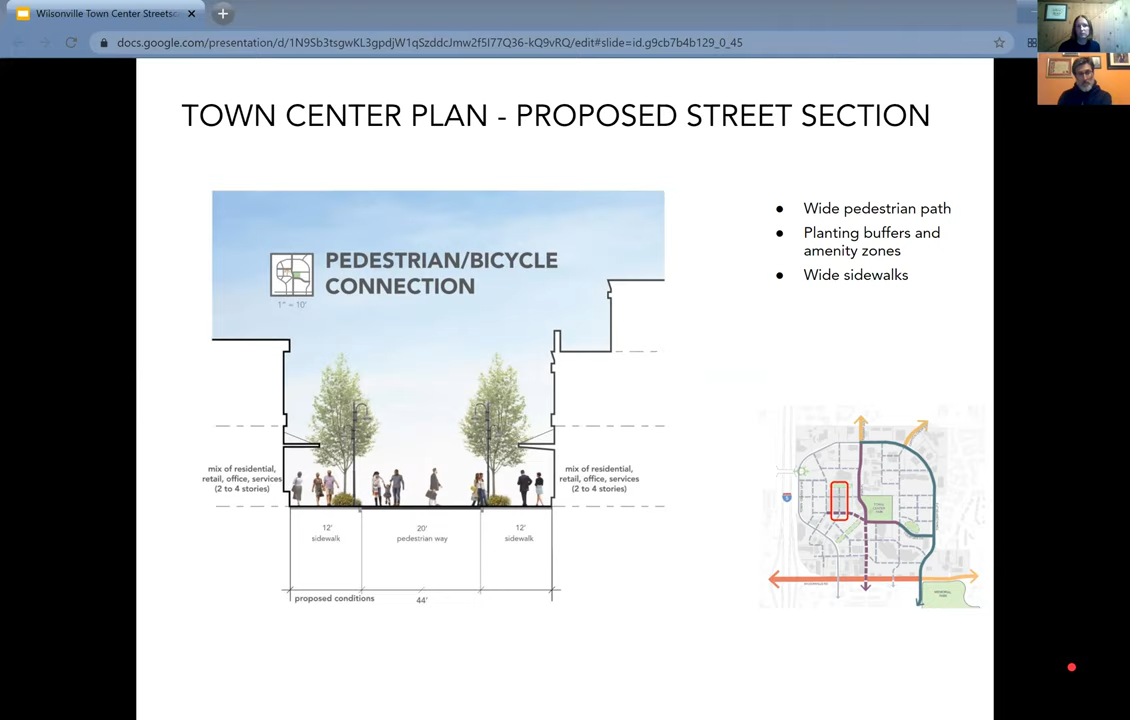 Wilsonville Town Center Streetsc
docs.google.com/presentation/d/1N9Sb3tsgwKL3gpdjW1qSzddcJmw2f5I77Q36-kQ9vRQ/edit#slide=id.g9cb7b4b129_0_45
TOWN CENTER PLAN - PROPOSED STREET SECTION
PEDESTRIAN/BICYCLE
CONNECTION
1" = 10'
mix of residential,
retail, office, services
(2 to 4 stories)
mix of residential,
retail, office, services
(2 to 4 stories)
12'
sidewalk
20'
pedestrian way
12'
sidewalk
proposed conditions
44'
● Wide pedestrian path
● Planting buffers and
amenity zones
● Wide sidewalks